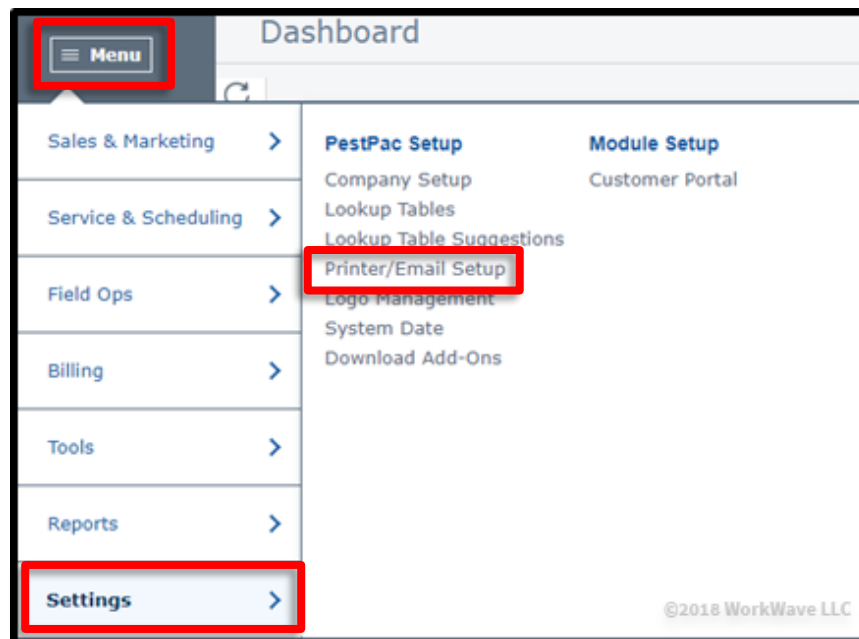 Dashboard
≡ Menu
Sales & Marketing
Service & Scheduling
Field Ops
Billing
Tools
Reports
Settings
PestPac Setup
Company Setup
Lookup Tables
Lookup Table Suggestions
Printer/Email Setup
Logo Management
System Date
Download Add-Ons
Module Setup
Customer Portal
©2018 WorkWave LLC